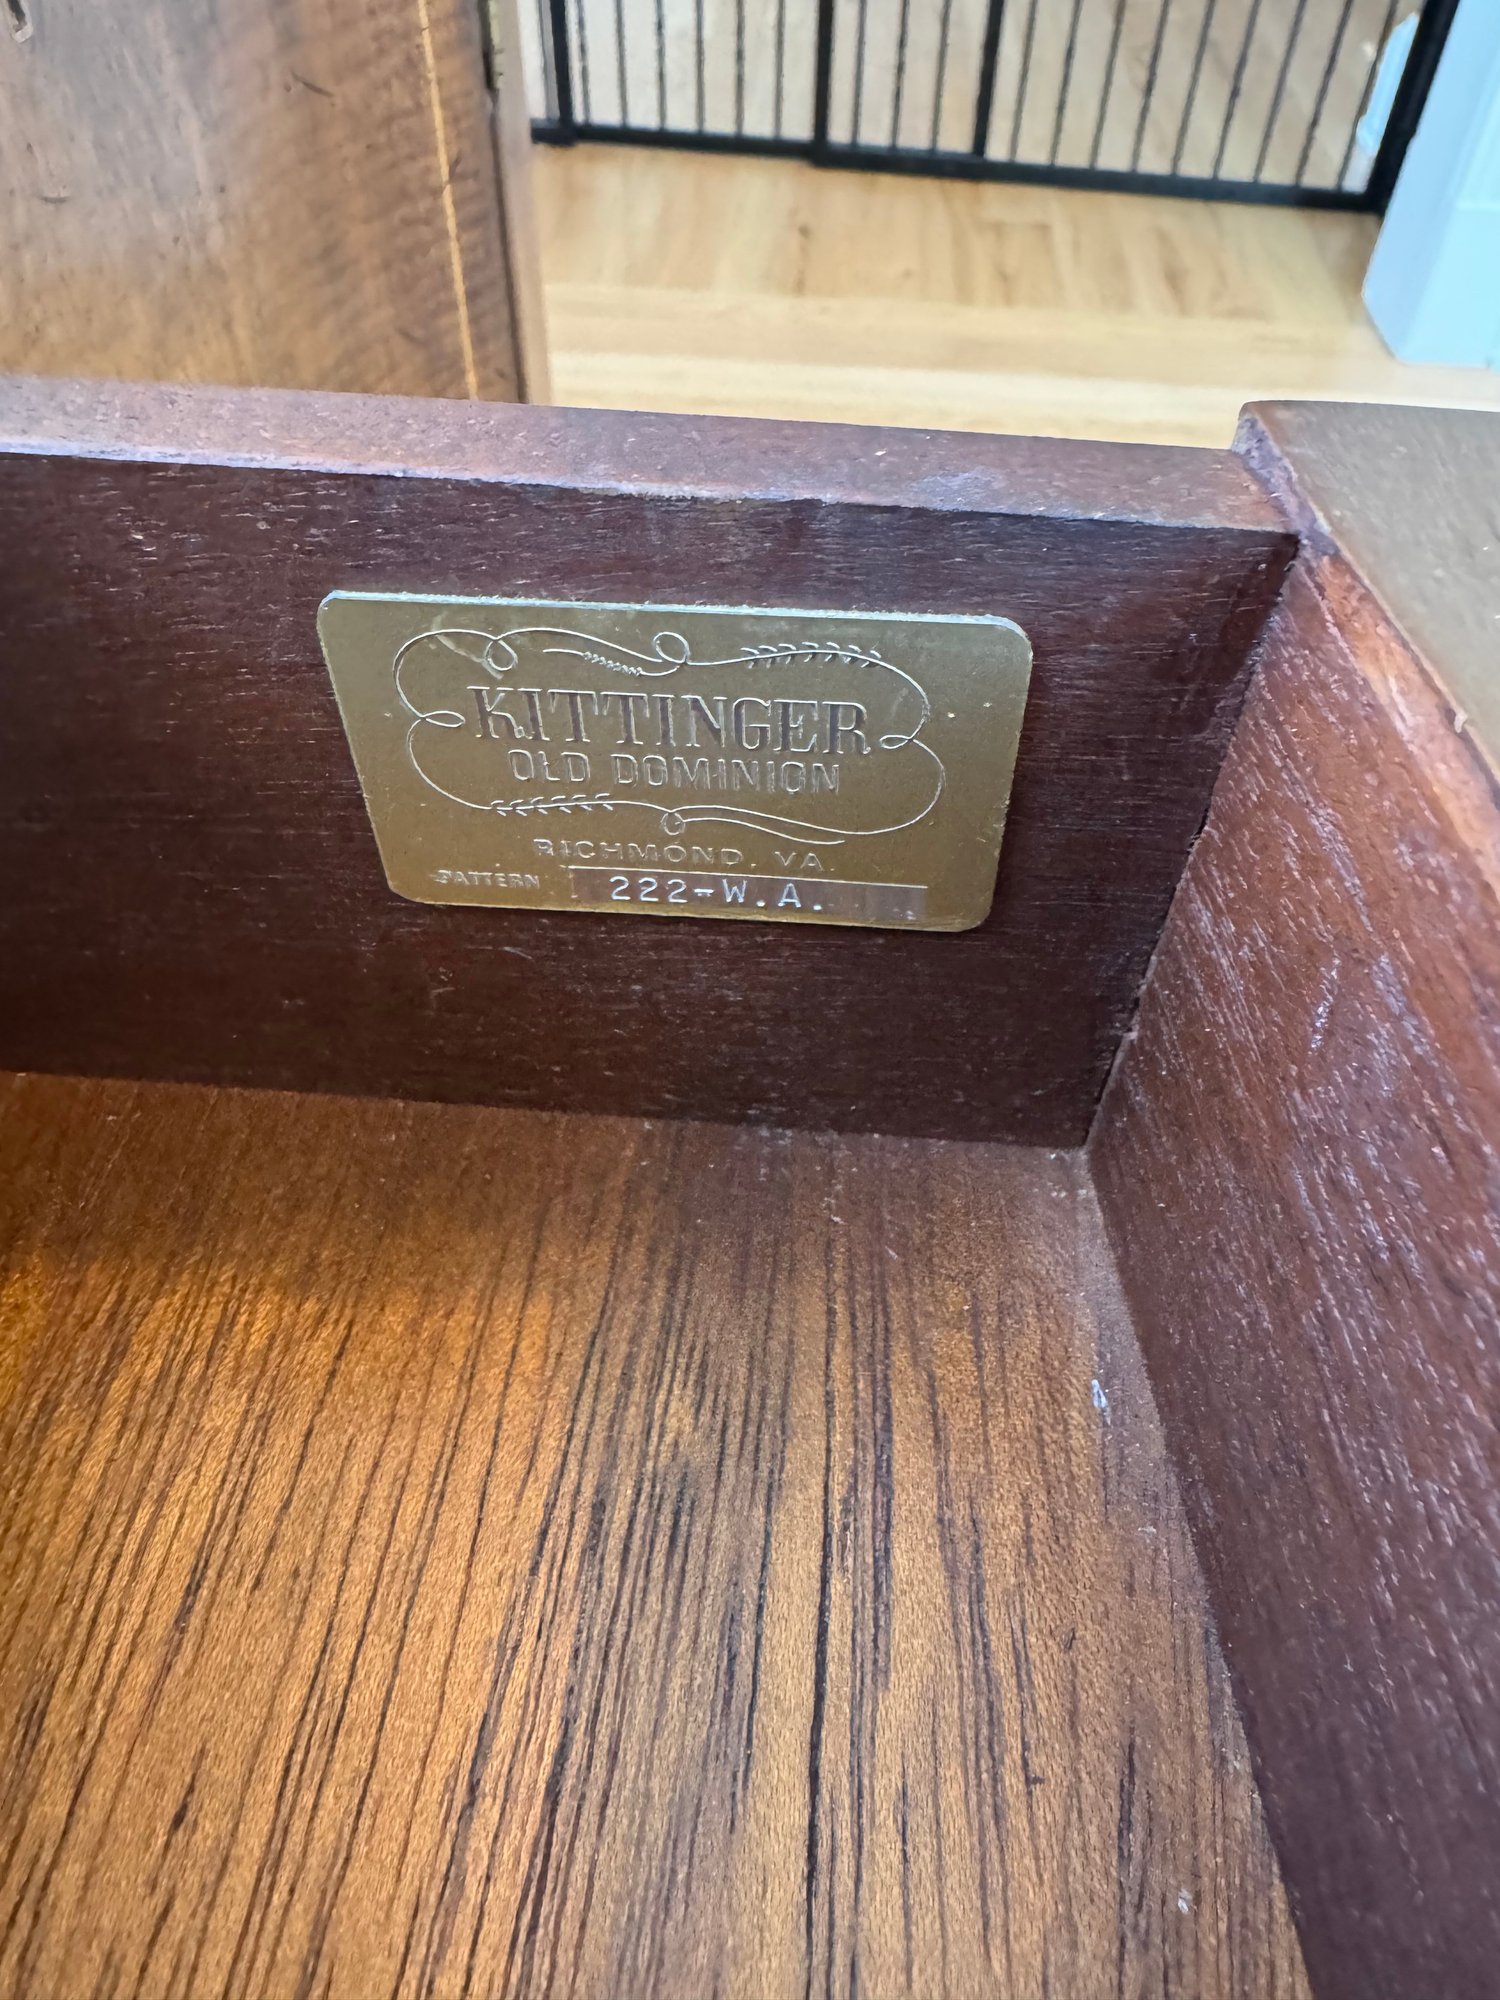 KITTINGER
OLD DOMINION
RICHMOND, VA.
PATTERN 222-W.A.